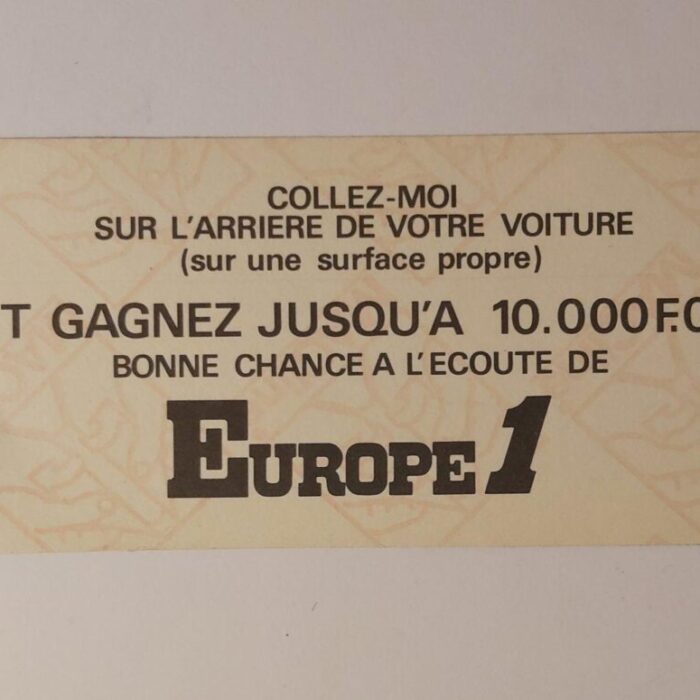 COLLEZ-MOI
SUR L'ARRIERE DE VOTRE VOITURE
(sur une surface propre)
T GAGNEZ JUSQU'A 10.000F.C
BONNE CHANCE A L'ECOUTE DE
EUROPE 1